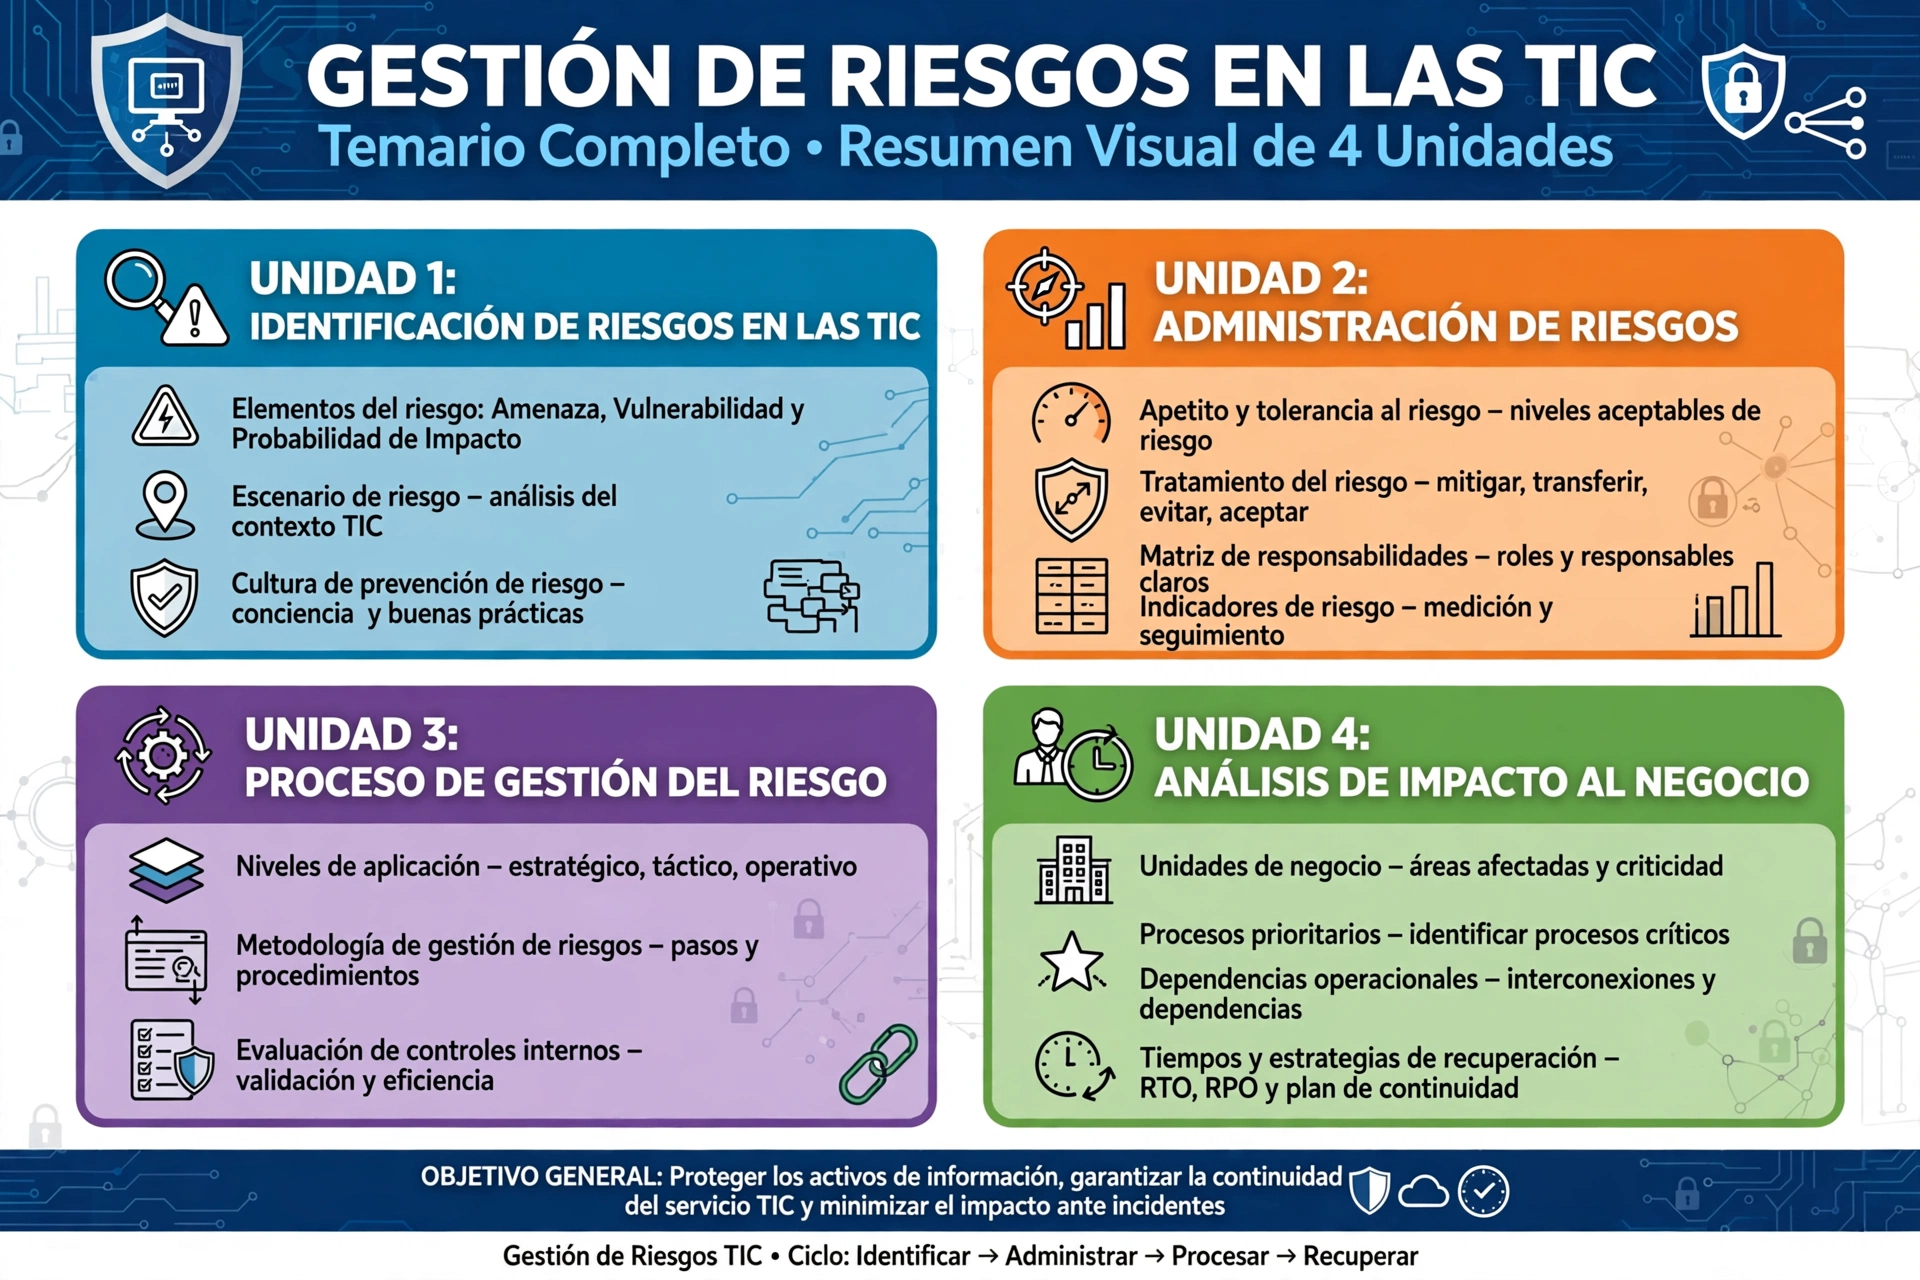 GESTIÓN DE RIESGOS EN LAS TIC
Temario Completo • Resumen Visual de 4 Unidades
UNIDAD 1:
IDENTIFICACIÓN DE RIESGOS EN LAS TIC
Elementos del riesgo: Amenaza, Vulnerabilidad y
Probabilidad de Impacto
Escenario de riesgo – análisis del
contexto TIC
Cultura de prevención de riesgo –
conciencia y buenas prácticas
UNIDAD 2:
ADMINISTRACIÓN DE RIESGOS
Apetito y tolerancia al riesgo – niveles aceptables de
riesgo
Tratamiento del riesgo – mitigar, transferir,
evitar, aceptar
Matriz de responsabilidades – roles y responsables
claros
Indicadores de riesgo – medición y
seguimiento
UNIDAD 3:
PROCESO DE GESTIÓN DEL RIESGO
Niveles de aplicación – estratégico, táctico, operativo
Metodología de gestión de riesgos – pasos y
procedimientos
Evaluación de controles internos –
validación y eficiencia
UNIDAD 4:
ANÁLISIS DE IMPACTO AL NEGOCIO
Unidades de negocio – áreas afectadas y criticidad
Procesos prioritarios – identificar procesos críticos
Dependencias operacionales – interconexiones y
dependencias
Tiempos y estrategias de recuperación –
RTO, RPO y plan de continuidad
OBJETIVO GENERAL: Proteger los activos de información, garantizar la continuidad
del servicio TIC y minimizar el impacto ante incidentes
Gestión de Riesgos TIC • Ciclo: Identificar → Administrar → Procesar → Recuperar